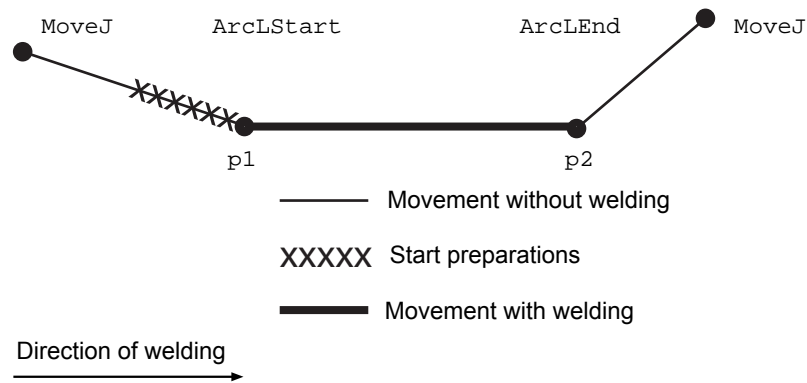 MoveJ ArcLStart ArcLEnd MoveJ
p1 p2
Movement without welding
XXXXX Start preparations
Movement with welding
Direction of welding